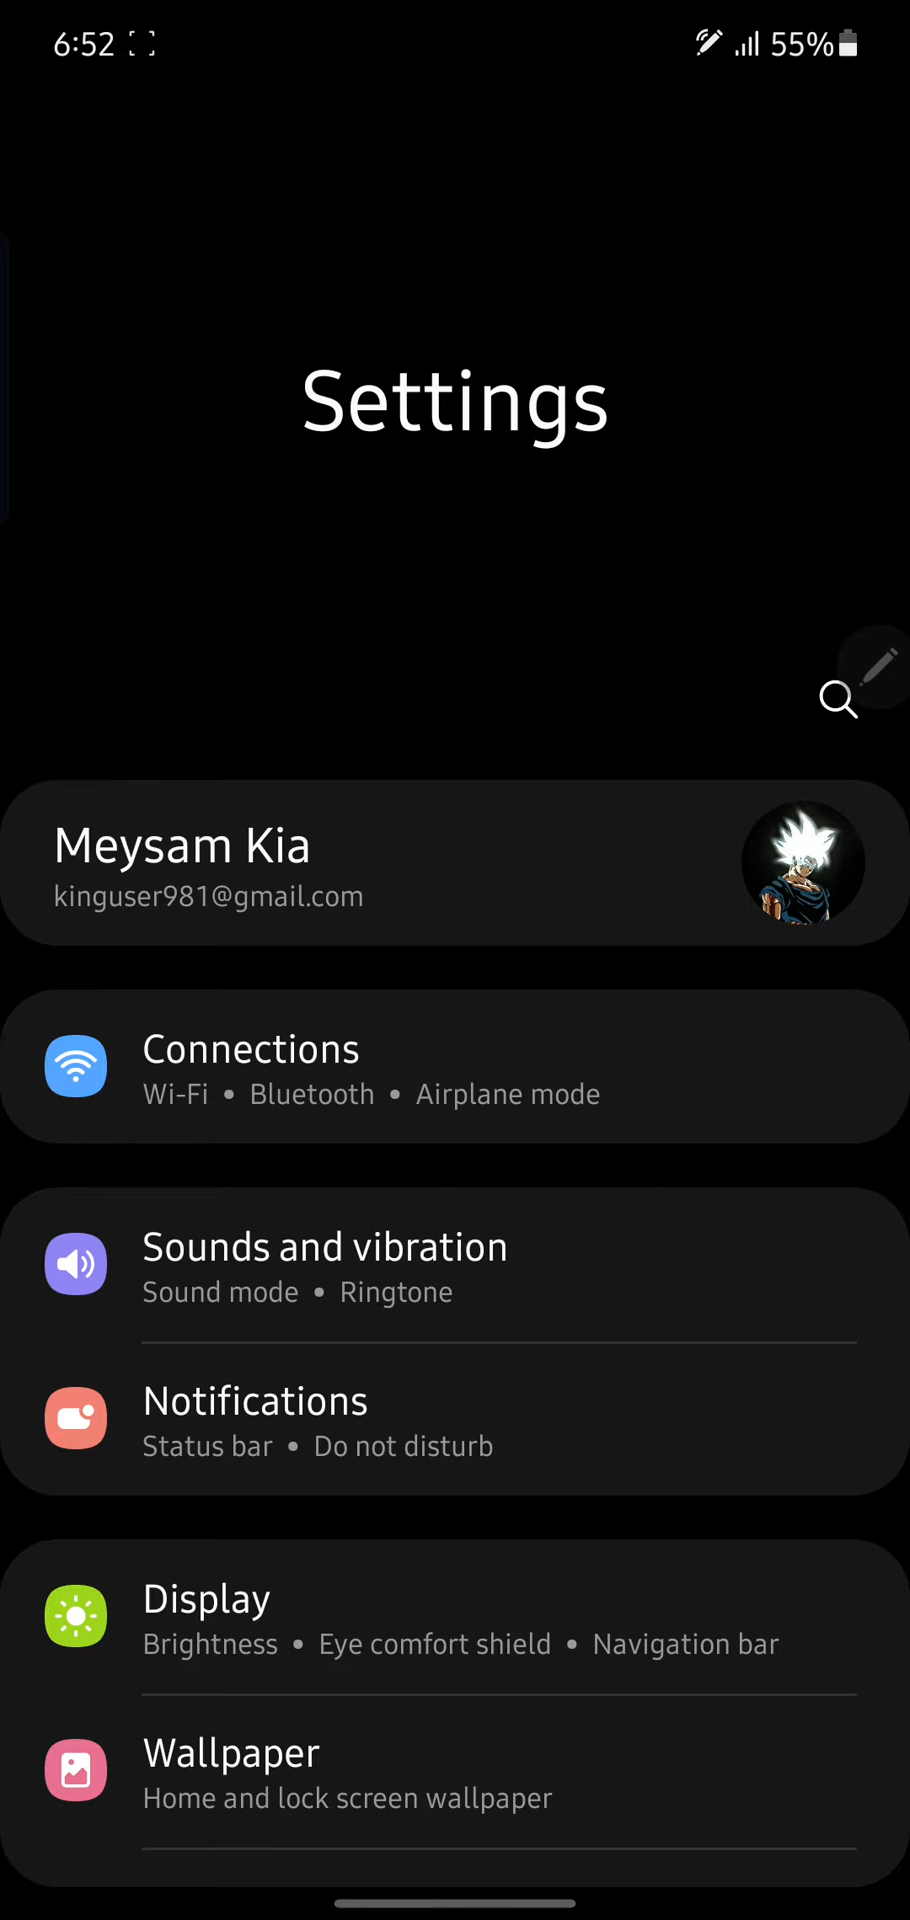 6:52
55%
Settings
Meysam Kia
kinguser981@gmail.com
Connections
Wi-Fi • Bluetooth • Airplane mode
Sounds and vibration
Sound mode • Ringtone
Notifications
Status bar • Do not disturb
Display
Brightness • Eye comfort shield • Navigation bar
Wallpaper
Home and lock screen wallpaper